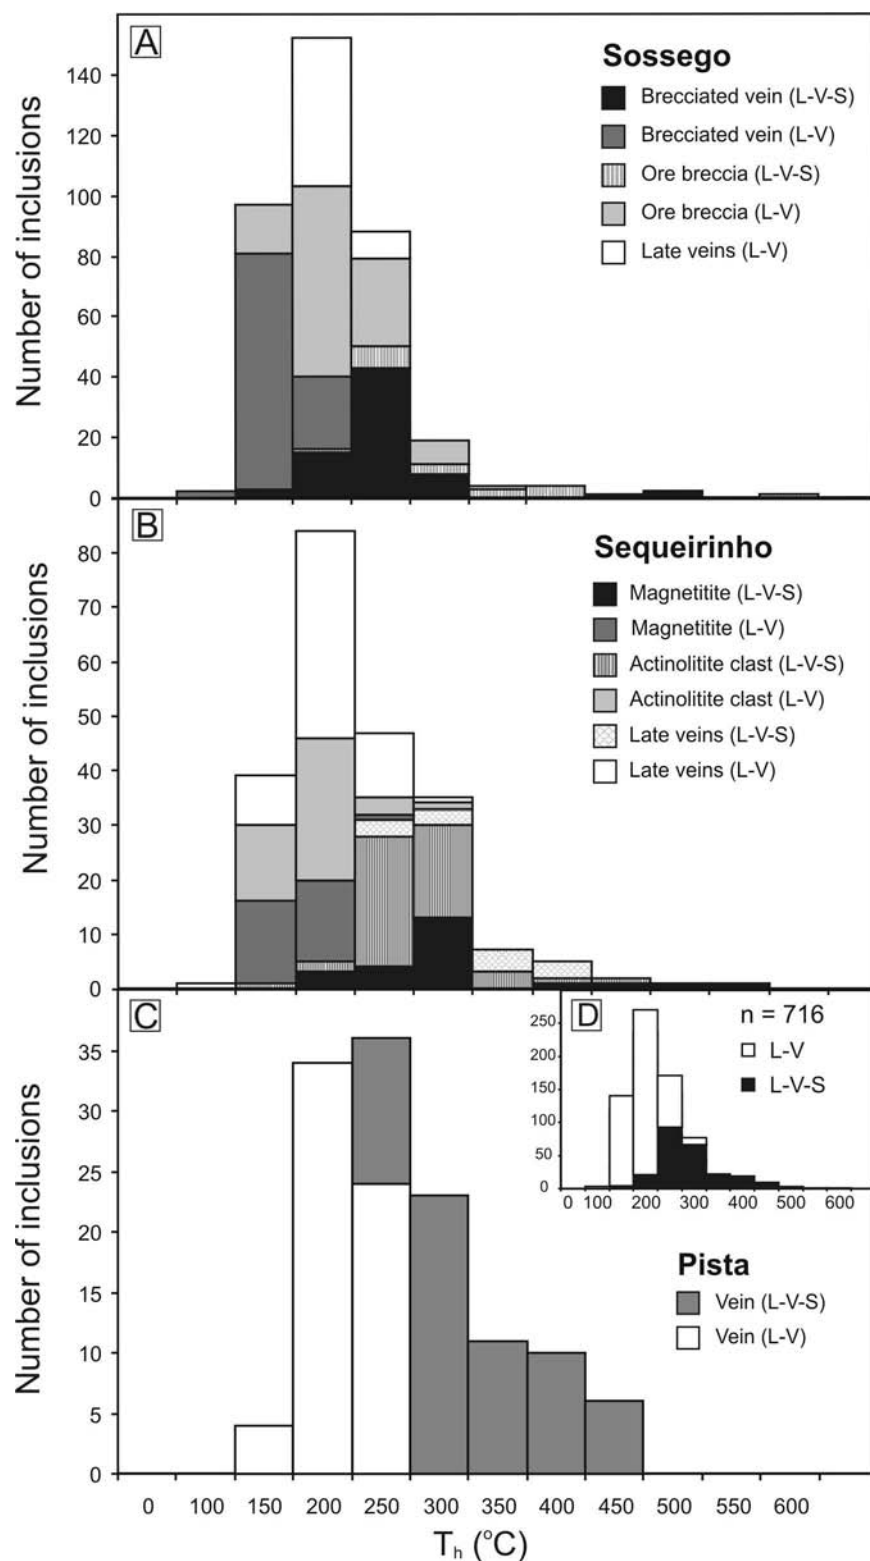 A
Sossego
Brecciated vein (L-V-S)
Brecciated vein (L-V)
Ore breccia (L-V-S)
Ore breccia (L-V)
Late veins (L-V)
Number of inclusions
140
120
100
80
60
40
20
0
B
Sequeirinho
Magnetitite (L-V-S)
Magnetitite (L-V)
Actinolitite clast (L-V-S)
Actinolitite clast (L-V)
Late veins (L-V-S)
Late veins (L-V)
Number of inclusions
80
70
60
50
40
30
20
10
0
C
Number of inclusions
35
30
25
20
15
10
5
0
D
n = 716
L-V
L-V-S
250
200
150
100
50
0
0 100 200 300 400 500 600
Pista
Vein (L-V-S)
Vein (L-V)
0 100 150 200 250 300 350 400 450 500 600
Th (°C)